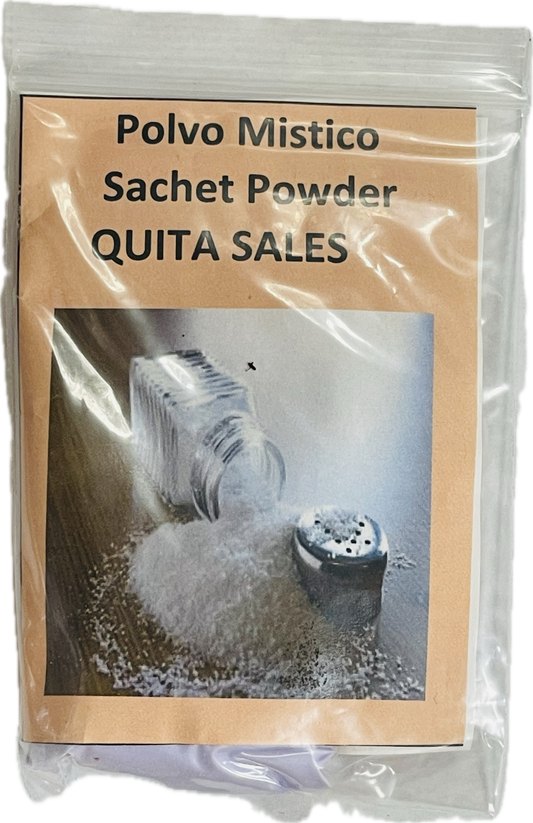 Polvo Mistico
Sachet Powder
QUITA SALES